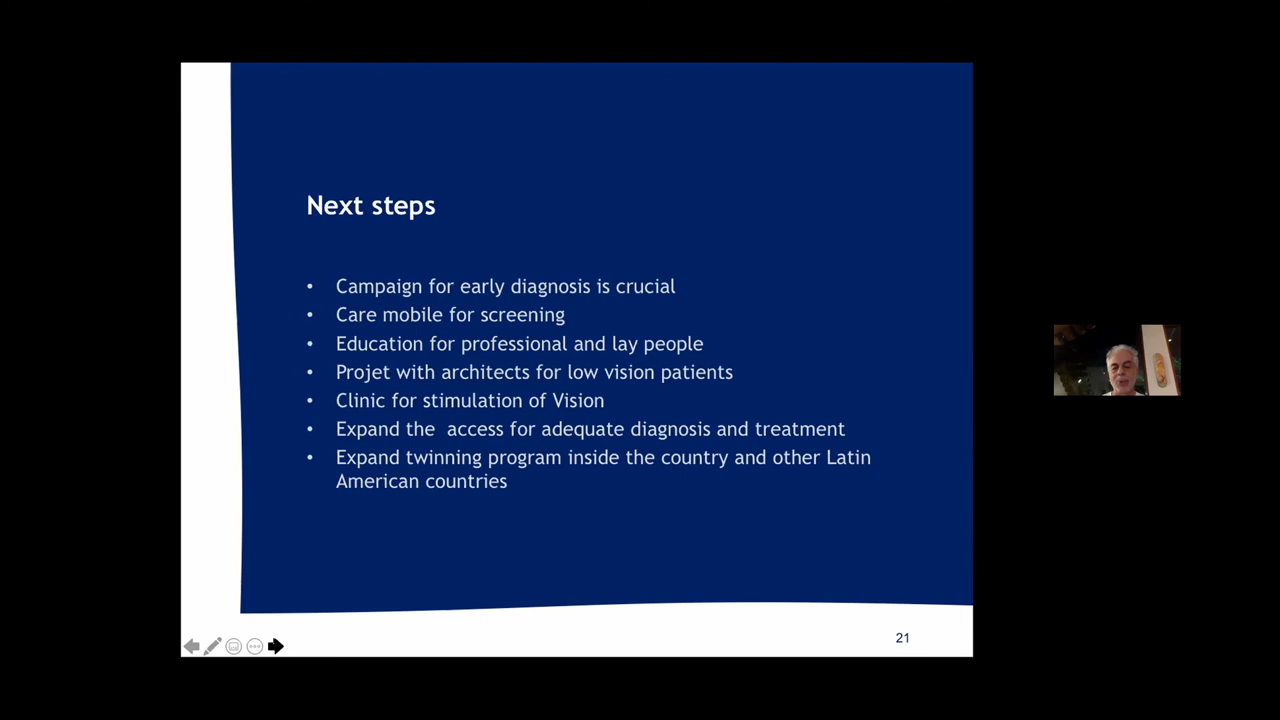 Next steps
• Campaign for early diagnosis is crucial
• Care mobile for screening
• Education for professional and lay people
• Projet with architects for low vision patients
• Clinic for stimulation of Vision
• Expand the  access for adequate diagnosis and treatment
• Expand twinning program inside the country and other Latin
American countries
21